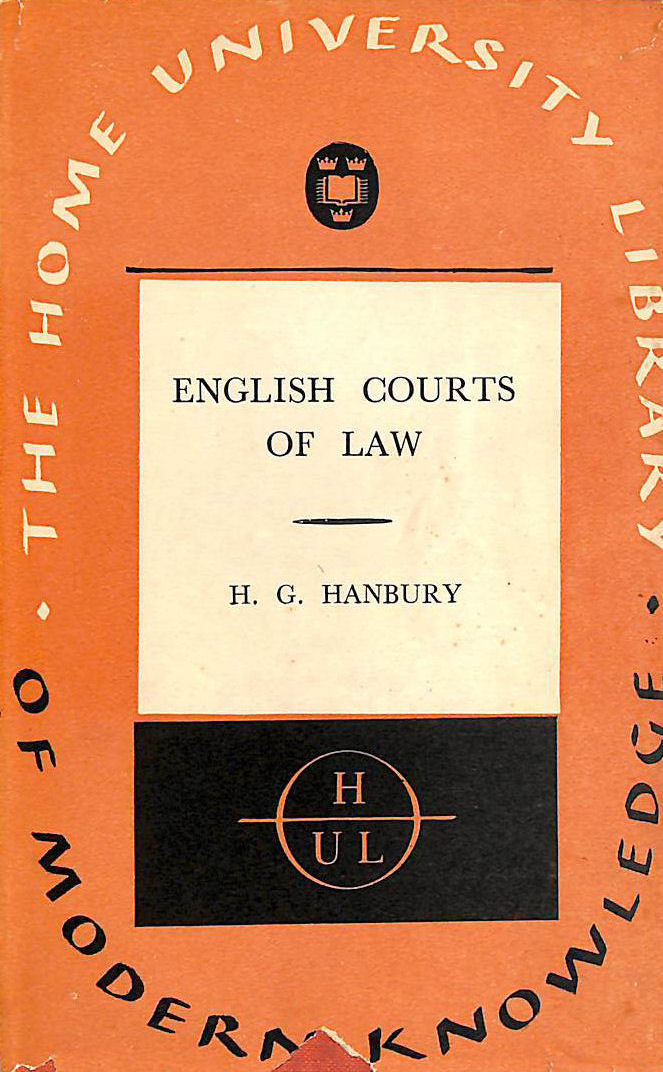 THE HOME UNIVERSITY LIBRARY
OF MODERN KNOWLEDGE
ENGLISH COURTS
OF LAW
H. G. HANBURY
H
UL